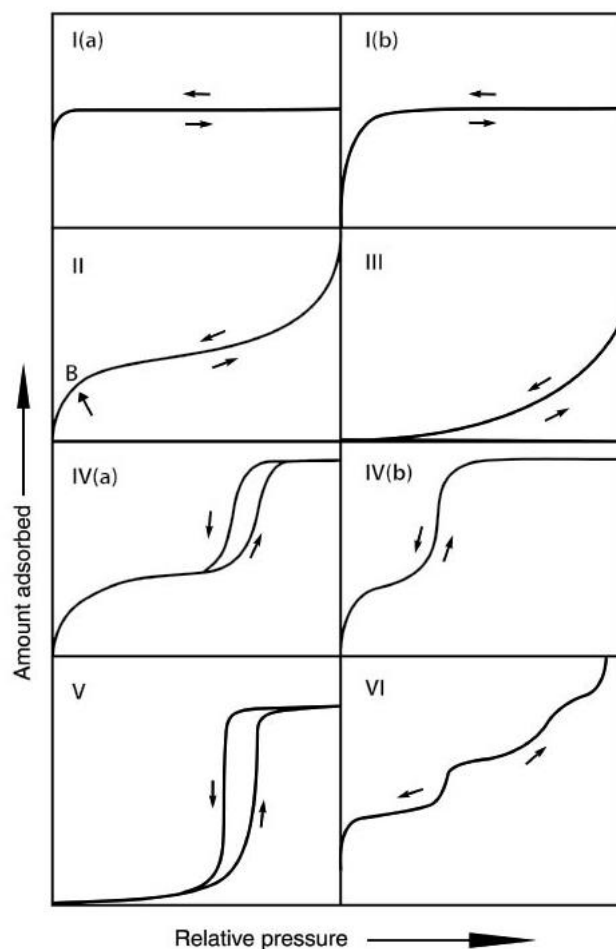 I(a)
I(b)
II
B
III
IV(a)
IV(b)
V
VI
Amount adsorbed
Relative pressure